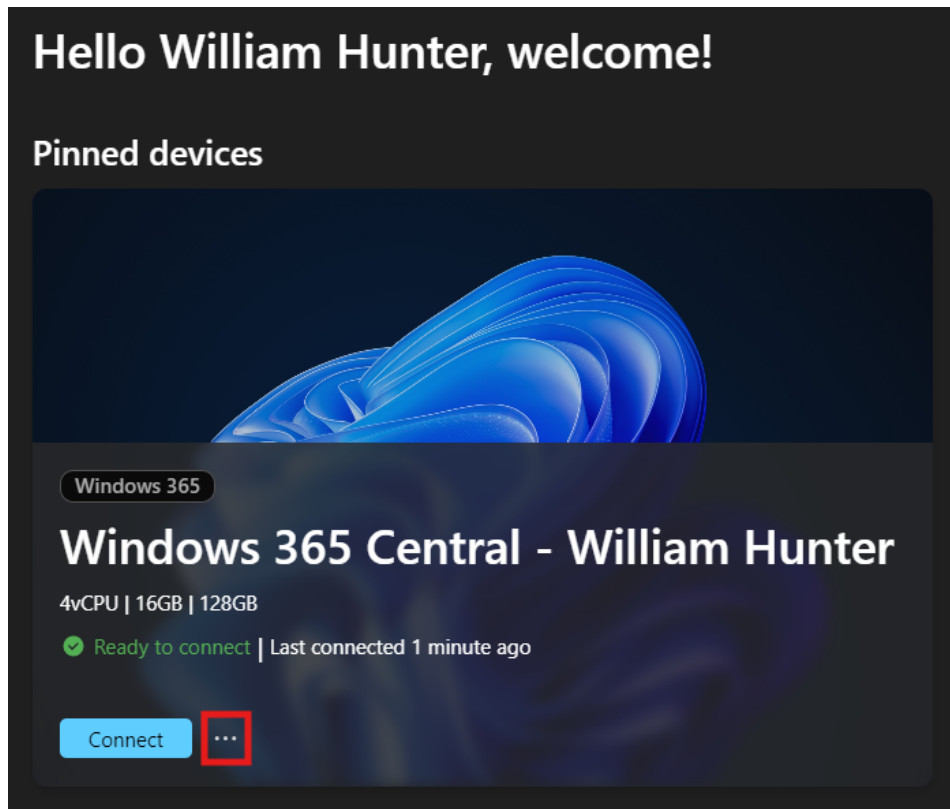 Hello William Hunter, welcome!
Pinned devices
Windows 365
Windows 365 Central - William Hunter
4vCPU | 16GB | 128GB
Ready to connect | Last connected 1 minute ago
Connect ···